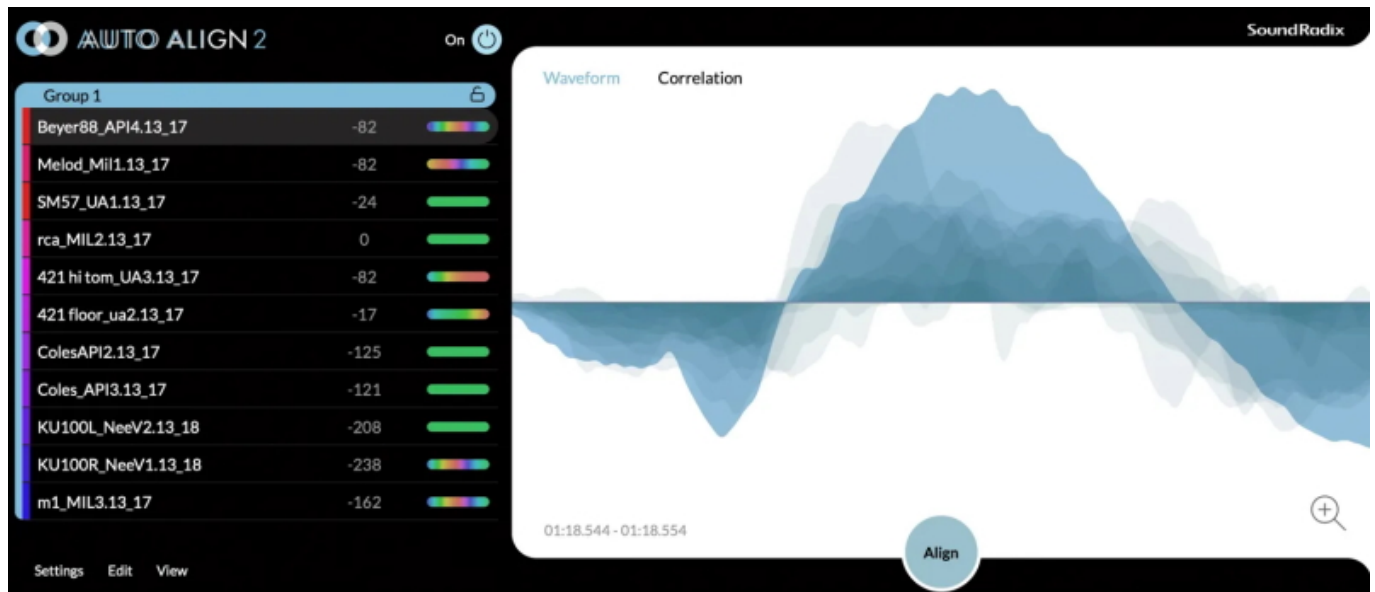 AUTO ALIGN 2
On
SoundRadix
Group 1
Beyer88_API4.13_17 -82
Melod_Mil1.13_17 -82
SM57_UA1.13_17 -24
rca_MIL2.13_17 0
421 hi tom_UA3.13_17 -82
421 floor_ua2.13_17 -17
ColesAPI2.13_17 -125
Coles_API3.13_17 -121
KU100L_NeeV2.13_18 -208
KU100R_NeeV1.13_18 -238
m1_MIL3.13_17 -162
Settings Edit View
Waveform Correlation
01:18.544 - 01:18.554
Align